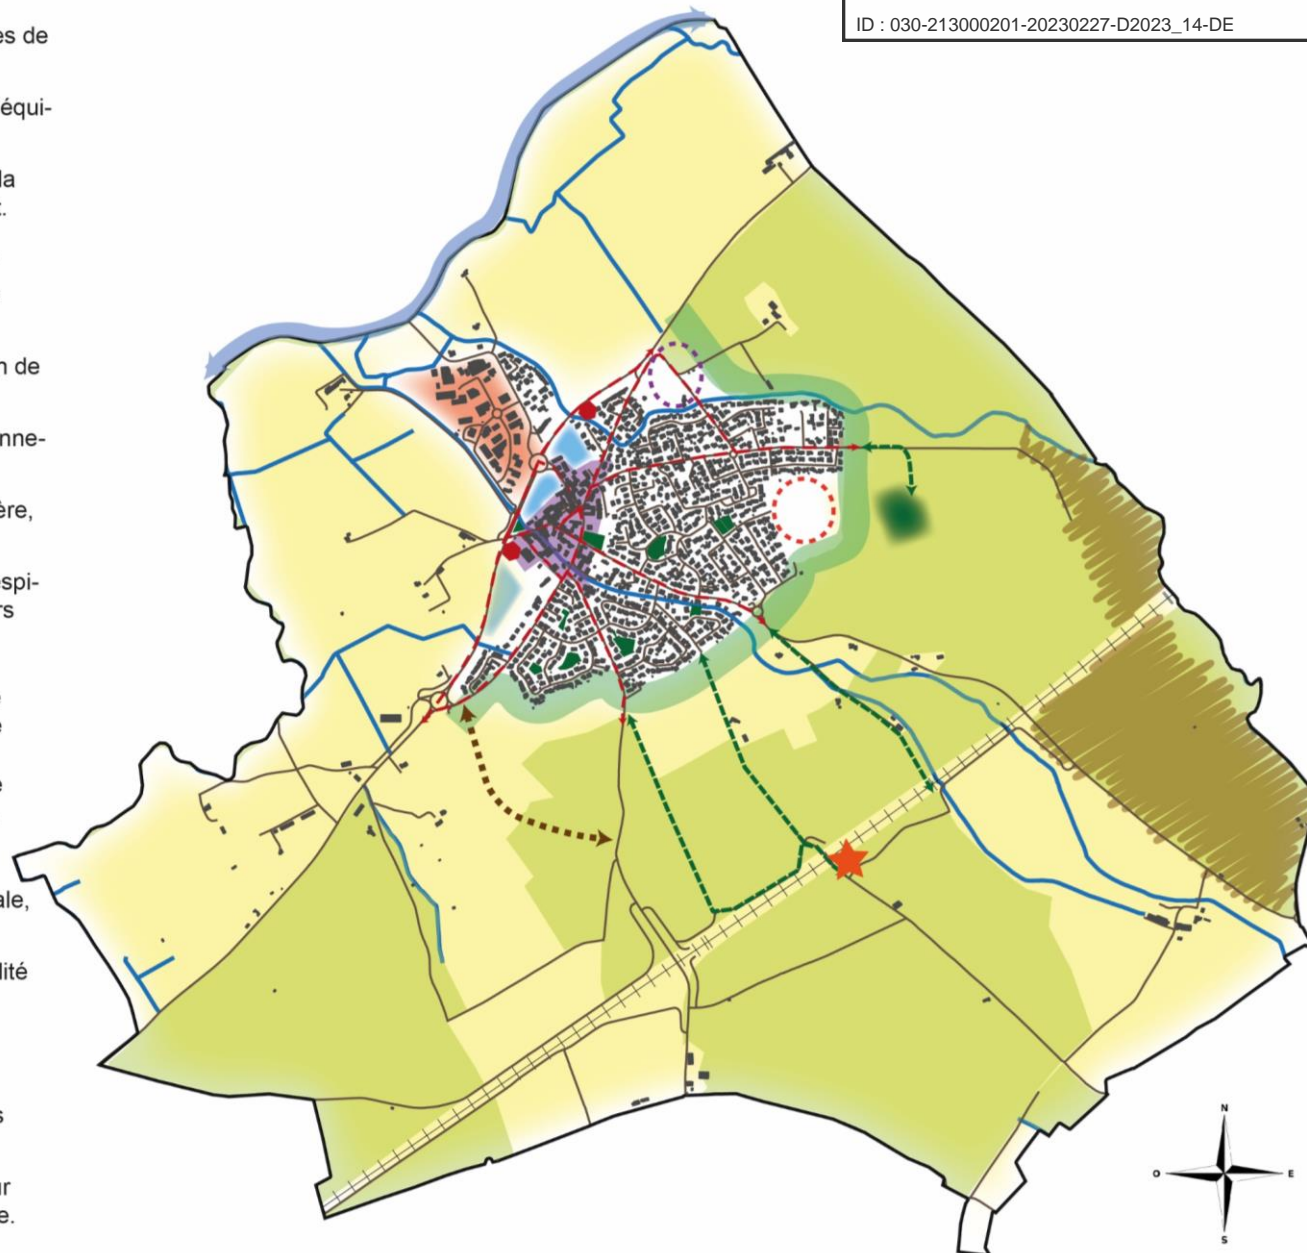 ID : 030-213000201-20230227-D2023_14-DE
es de
équi-
la
n de
nne-
ère,
espi-
rs
e
ale,
lité
s
ur
e.
N
O
E
S